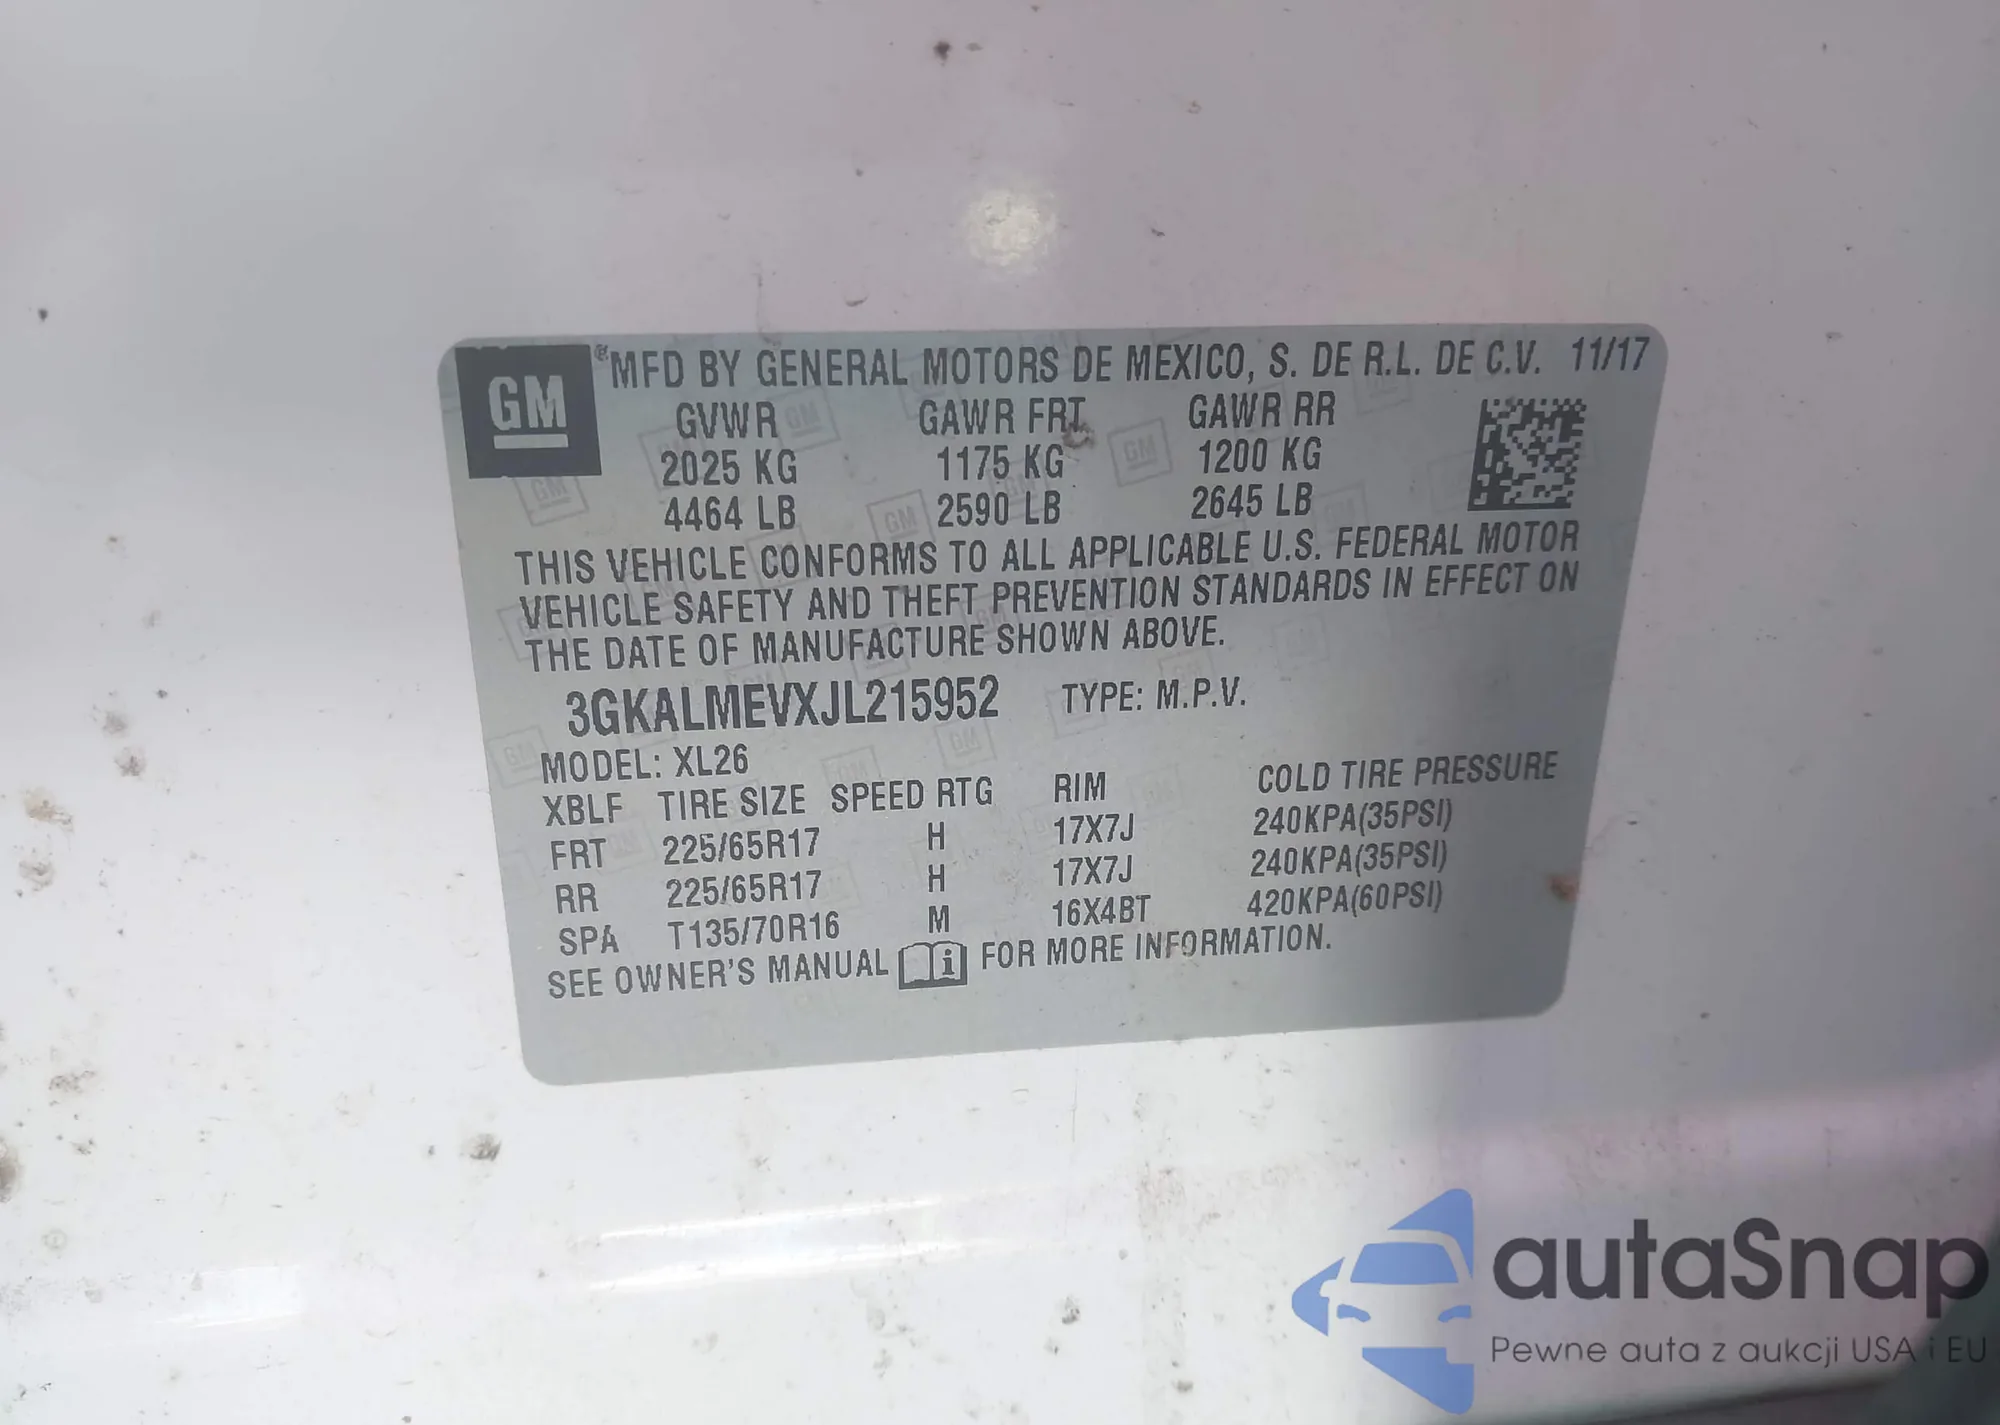 GM
®MFD BY GENERAL MOTORS DE MEXICO, S. DE R.L. DE C.V. 11/17
GVWR GAWR FRT GAWR RR
2025 KG 1175 KG 1200 KG
4464 LB 2590 LB 2645 LB
THIS VEHICLE CONFORMS TO ALL APPLICABLE U.S. FEDERAL MOTOR
VEHICLE SAFETY AND THEFT PREVENTION STANDARDS IN EFFECT ON
THE DATE OF MANUFACTURE SHOWN ABOVE.
3GKALMEVXJL215952 TYPE: M.P.V.
MODEL: XL26
XBLF TIRE SIZE SPEED RTG RIM COLD TIRE PRESSURE
FRT 225/65R17 H 17X7J 240KPA(35PSI)
RR 225/65R17 H 17X7J 240KPA(35PSI)
SPA T135/70R16 M 16X4BT 420KPA(60PSI)
SEE OWNER'S MANUAL i FOR MORE INFORMATION.
autaSnap
Pewne auta z aukcji USA i EU